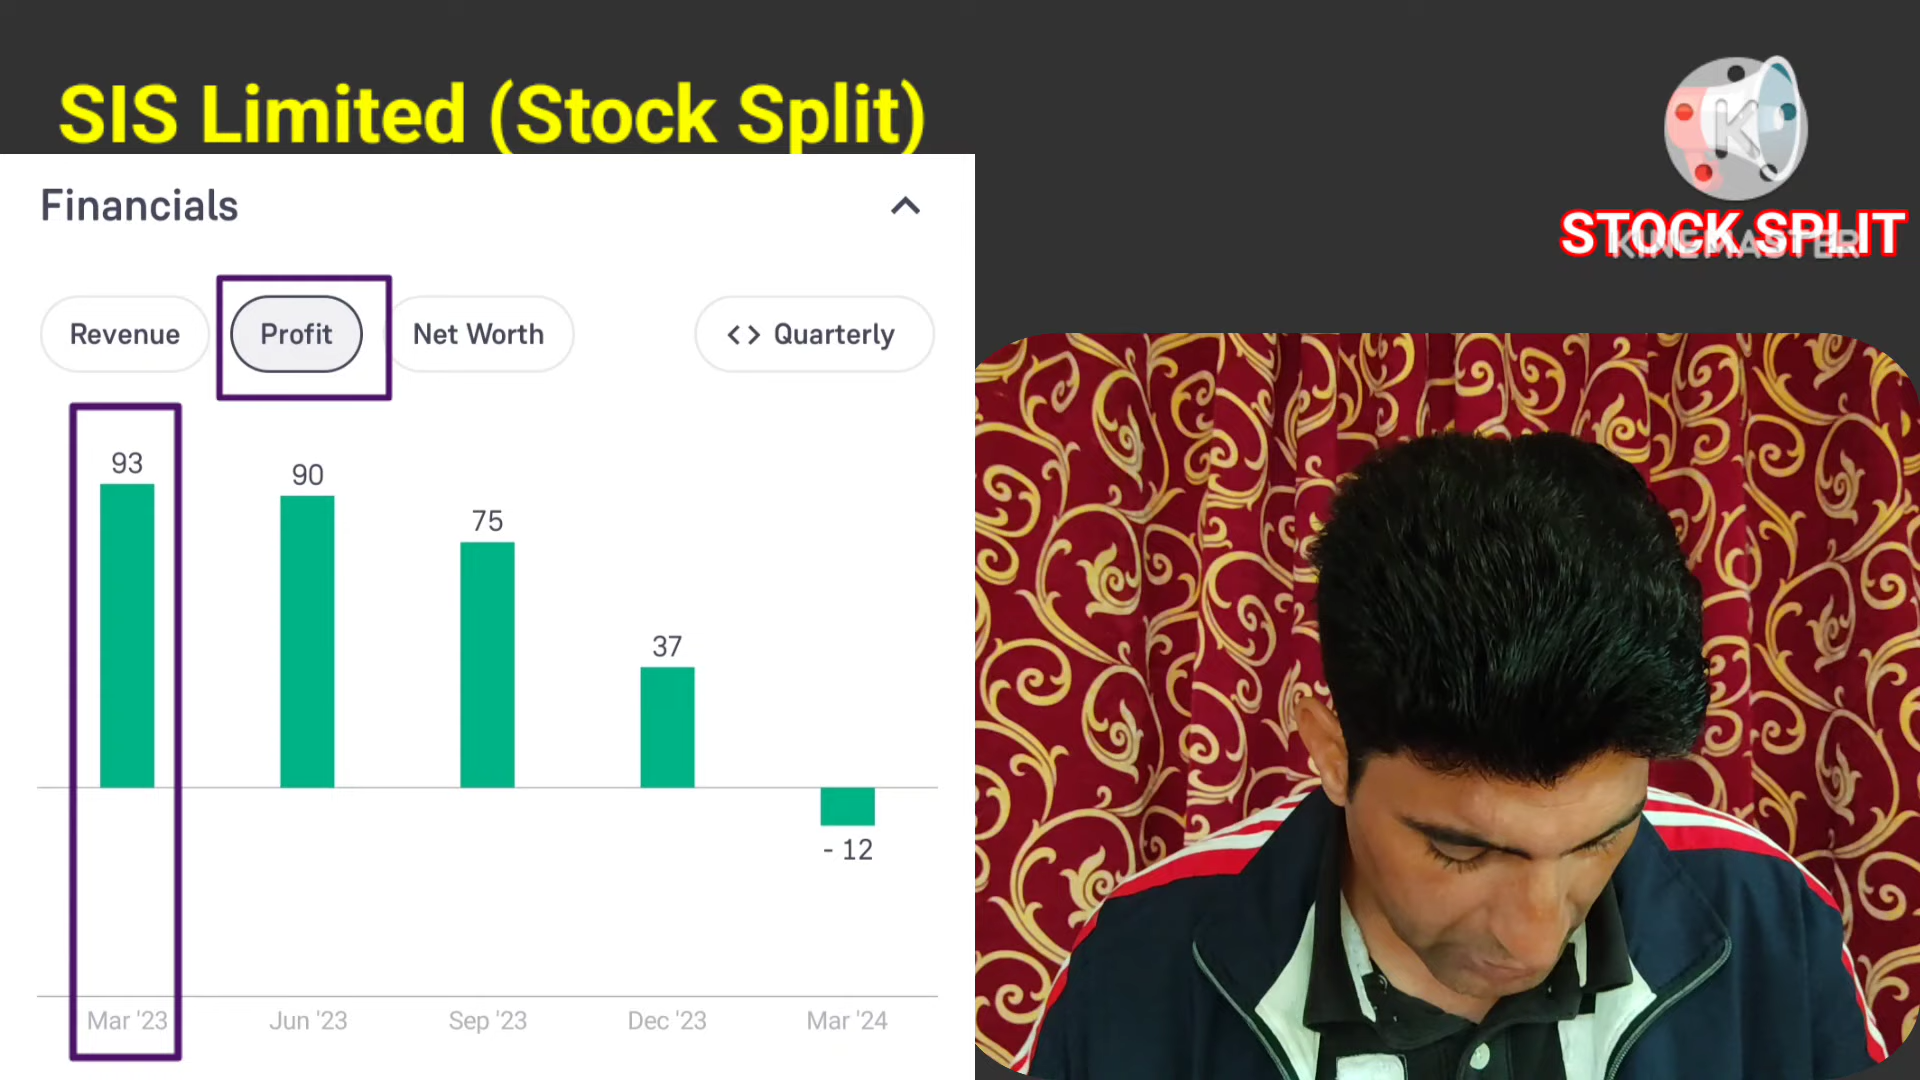 SIS Limited (Stock Split)
K
STOCK SPLIT
KINEMASTER
Financials
Revenue
Profit
Net Worth
<> Quarterly
93
90
75
37
- 12
Mar '23
Jun '23
Sep '23
Dec '23
Mar '24